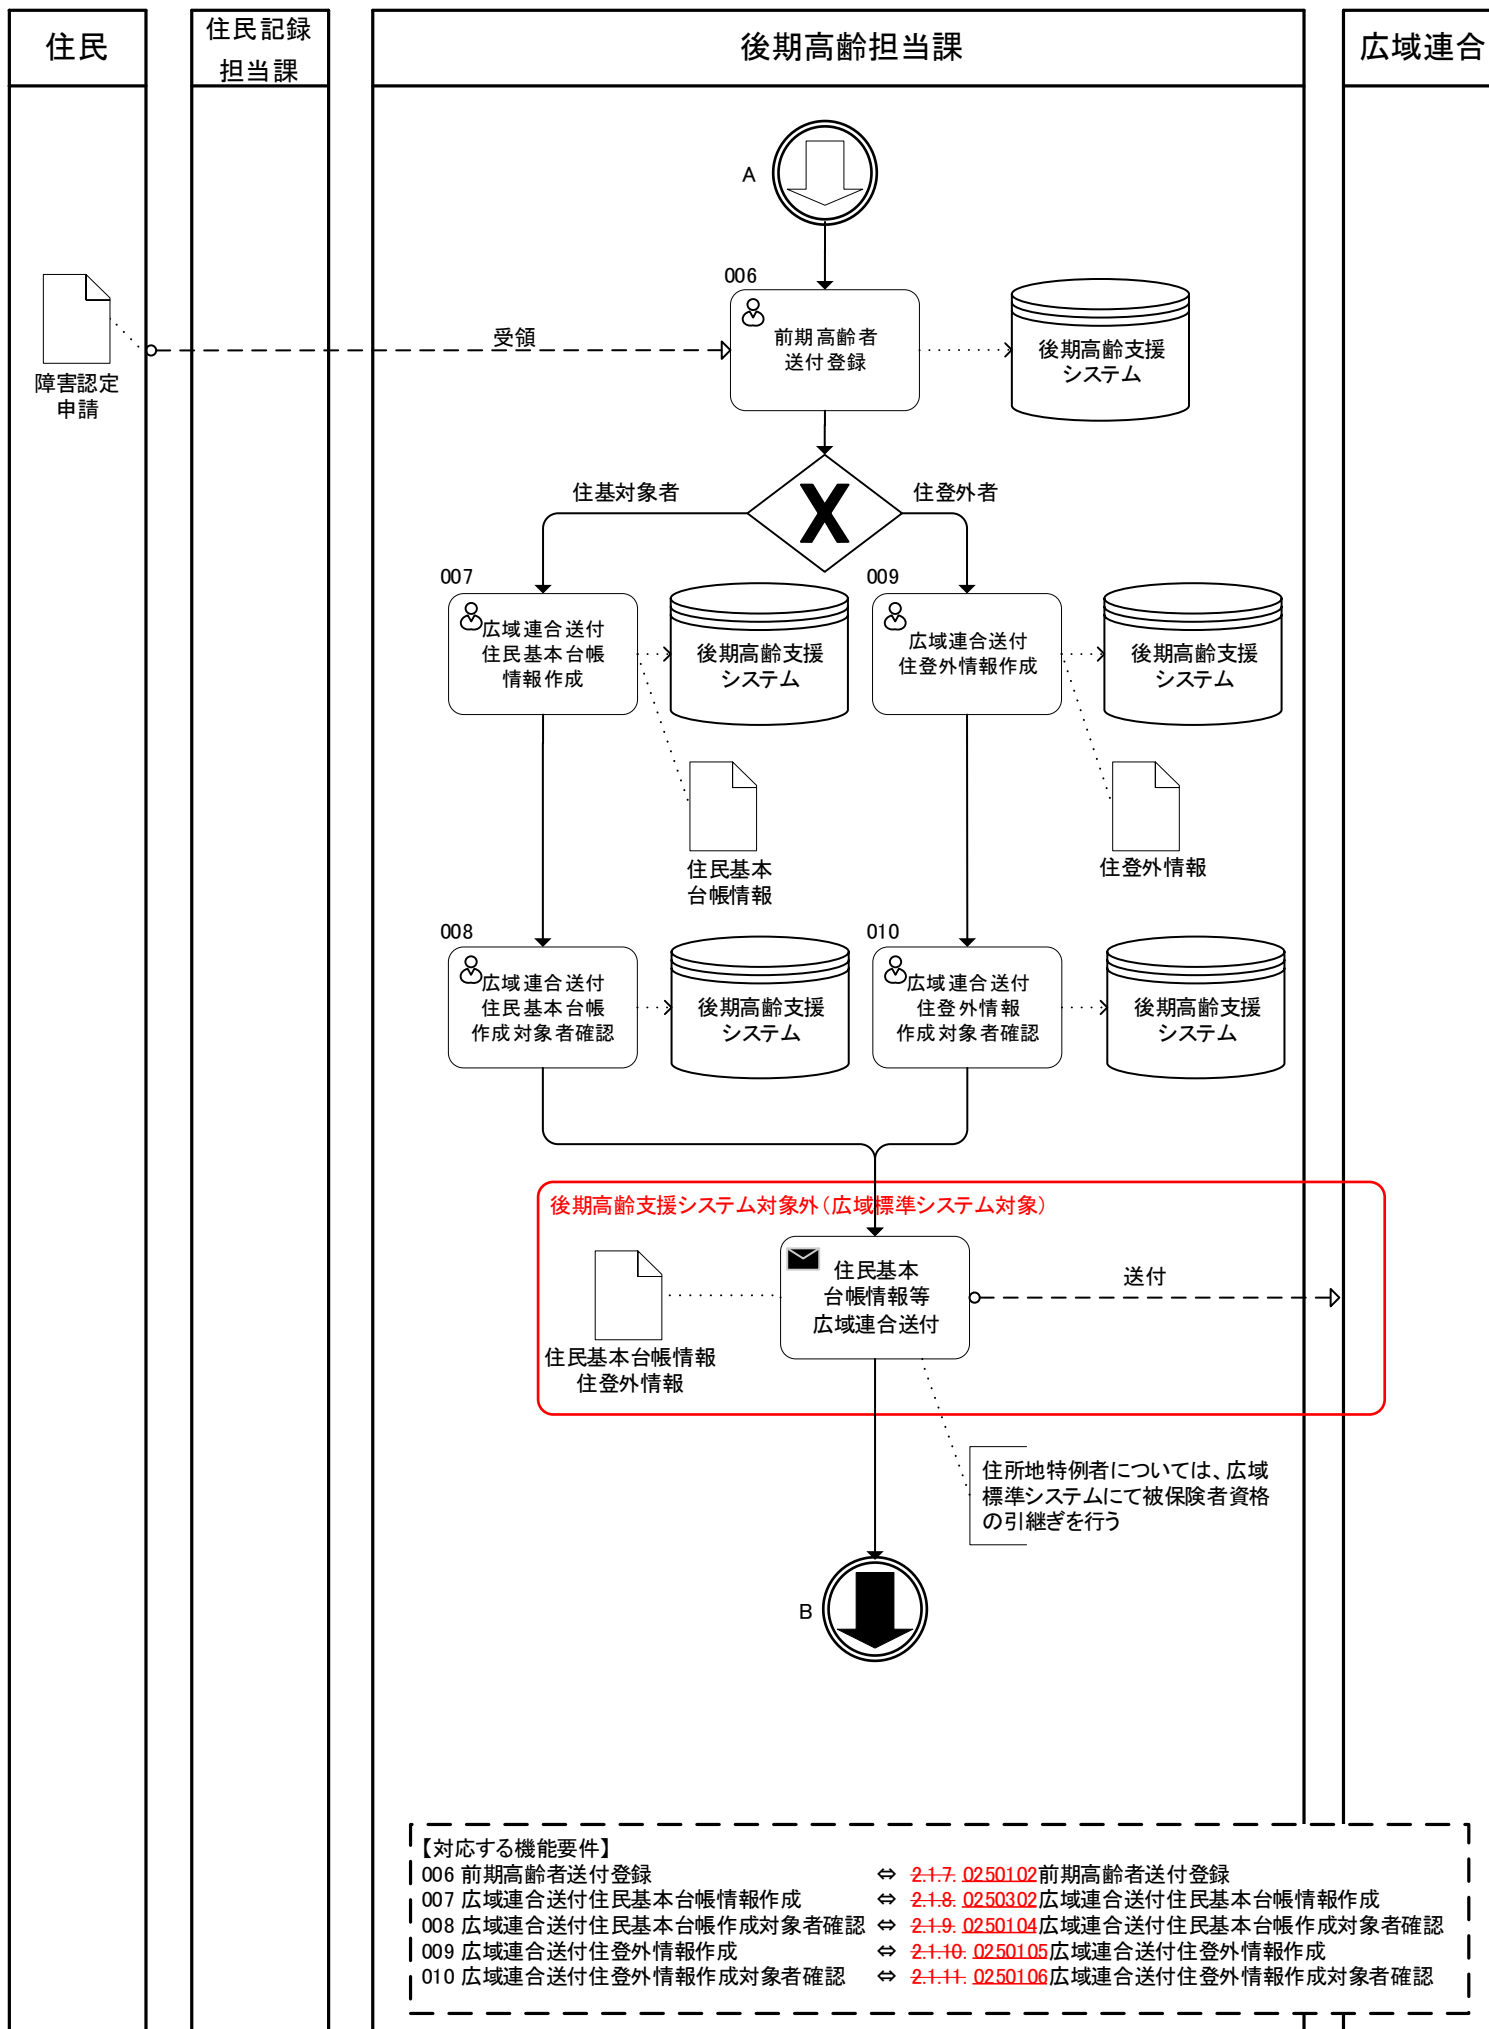 住民
住民記録
担当課
後期高齢担当課
広域連合
A
006
前期高齢者
送付登録
後期高齢支援
システム
受領
障害認定
申請
住基対象者
住登外者
X
007
広域連合送付
住民基本台帳
情報作成
後期高齢支援
システム
009
広域連合送付
住登外情報作成
後期高齢支援
システム
住民基本
台帳情報
住登外情報
008
広域連合送付
住民基本台帳
作成対象者確認
後期高齢支援
システム
010
広域連合送付
住登外情報
作成対象者確認
後期高齢支援
システム
後期高齢支援システム対象外(広域標準システム対象)
住民基本
台帳情報等
広域連合送付
送付
住民基本台帳情報
住登外情報
住所地特例者については、広域
標準システムにて被保険者資格
の引継ぎを行う
B
【対応する機能要件】
006 前期高齢者送付登録 ⇔ 2.1.7. 0250102前期高齢者送付登録
007 広域連合送付住民基本台帳情報作成 ⇔ 2.1.8. 0250302広域連合送付住民基本台帳情報作成
008 広域連合送付住民基本台帳作成対象者確認 ⇔ 2.1.9. 0250104広域連合送付住民基本台帳作成対象者確認
009 広域連合送付住登外情報作成 ⇔ 2.1.10. 0250105広域連合送付住登外情報作成
010 広域連合送付住登外情報作成対象者確認 ⇔ 2.1.11. 0250106広域連合送付住登外情報作成対象者確認